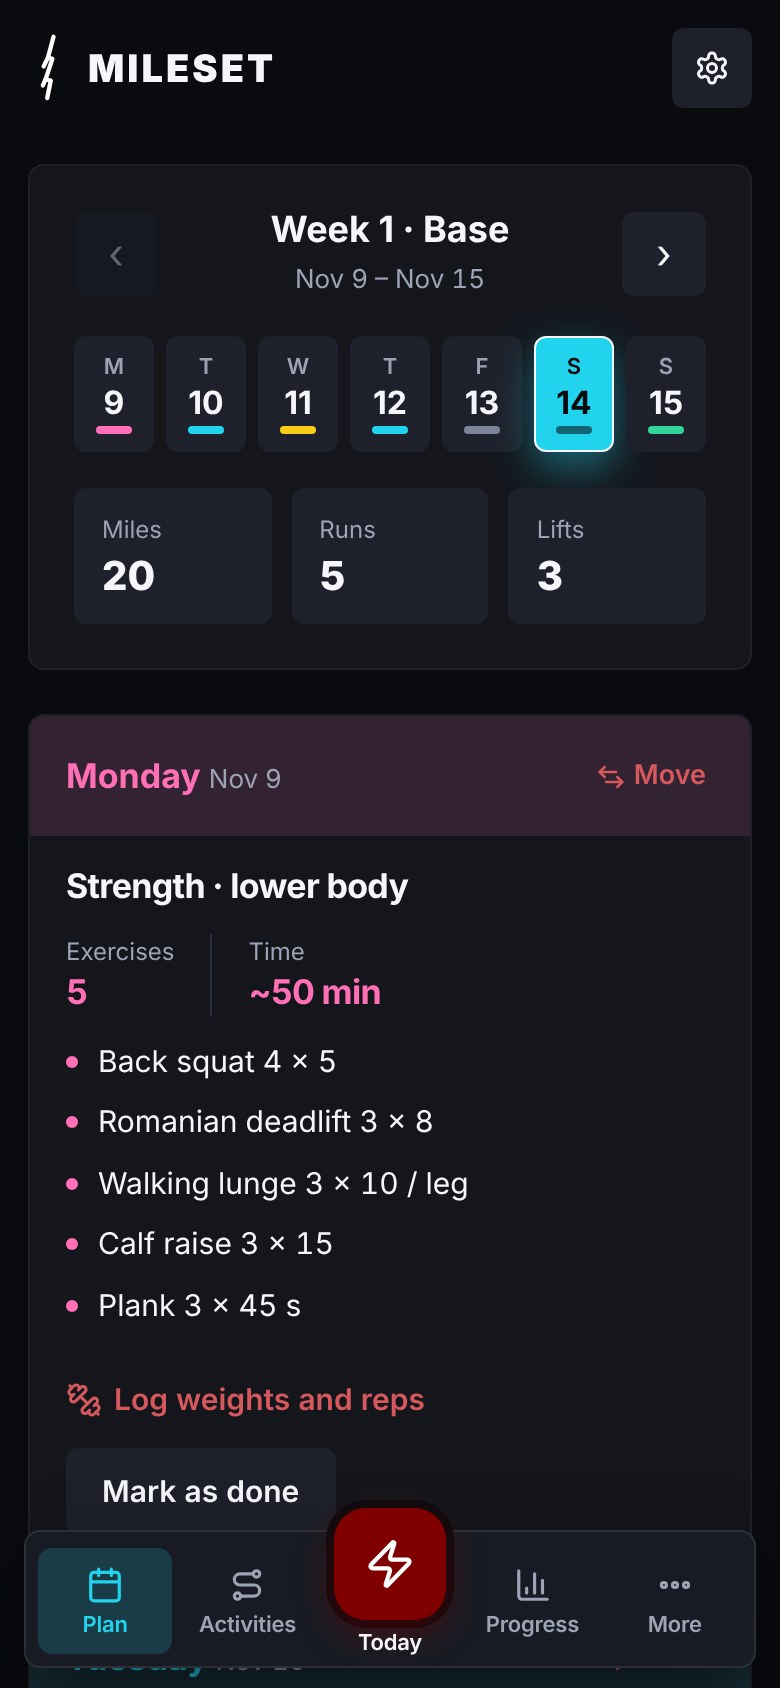 MILESET
Week 1 · Base
Nov 9 – Nov 15
M T W T F S S
9 10 11 12 13 14 15
Miles Runs Lifts
20 5 3
Monday Nov 9 Move
Strength · lower body
Exercises Time
5 ~50 min
Back squat 4 × 5
Romanian deadlift 3 × 8
Walking lunge 3 × 10 / leg
Calf raise 3 × 15
Plank 3 × 45 s
Log weights and reps
Mark as done
Plan Activities Today Progress More